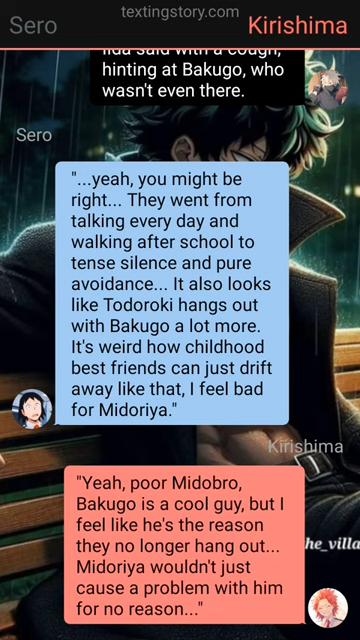 textingstory.com
Sero
Kirishima
Iida said with a cough,
hinting at Bakugo, who
wasn't even there.
Sero
"...yeah, you might be
right... They went from
talking every day and
walking after school to
tense silence and pure
avoidance... It also looks
like Todoroki hangs out
with Bakugo a lot more.
It's weird how childhood
best friends can just drift
away like that, I feel bad
for Midoriya."
Kirishima
"Yeah, poor Midobro,
Bakugo is a cool guy, but I
feel like he's the reason
they no longer hang out...
Midoriya wouldn't just
cause a problem with him
for no reason..."
he_villa